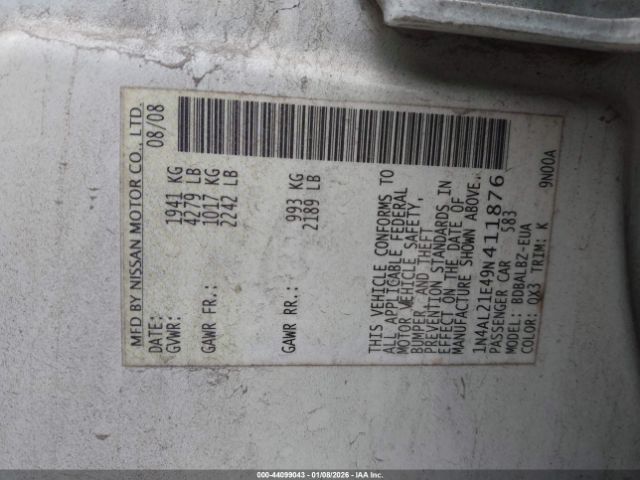 MFD BY NISSAN MOTOR CO., LTD.
DATE: 08/08
GVWR: 1941 KG
4279 LB
GAWR FR.: 1017 KG
2242 LB
GAWR RR.: 993 KG
2189 LB
THIS VEHICLE CONFORMS TO
ALL APPLICABLE FEDERAL
MOTOR VEHICLE SAFETY,
BUMPER, AND THEFT
PREVENTION STANDARDS IN
EFFECT ON THE DATE OF
MANUFACTURE SHOWN ABOVE.
1N4AL21E49N411876
PASSENGER CAR 583
MODEL: BDBALBZ-EUA
COLOR: QX3 TRIM: K
9N00A
000-44099043 - 01/08/2026 - IAAHQ